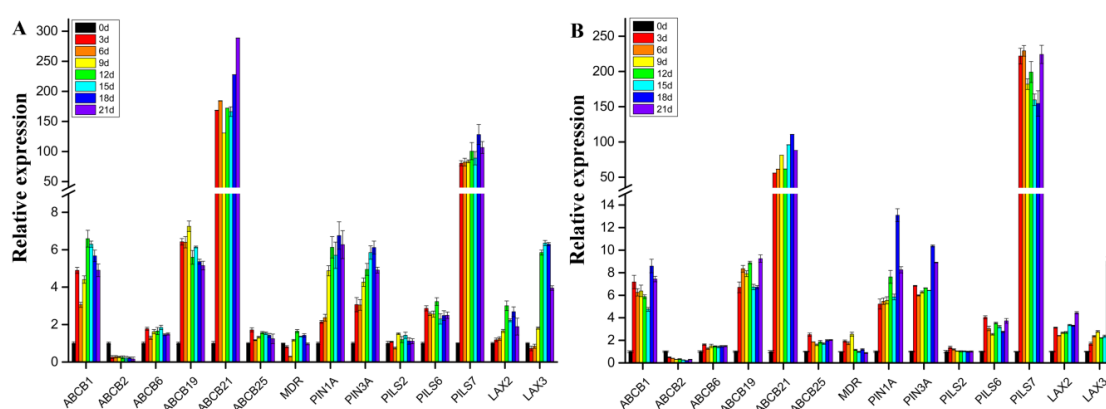 A
Relative expression
300
250
200
150
100
50
8
6
4
2
0
0d
3d
6d
9d
12d
15d
18d
21d
ABCB1
ABCB2
ABCB6
ABCB19
ABCB21
ABCB25
MDR
PIN1A
PIN3A
PILS2
PILS6
PILS7
LAX2
LAX3
B
Relative expression
250
200
150
100
50
14
12
10
8
6
4
2
0
0d
3d
6d
9d
12d
15d
18d
21d
ABCB1
ABCB2
ABCB6
ABCB19
ABCB21
ABCB25
MDR
PIN1A
PIN3A
PILS2
PILS6
PILS7
LAX2
LAX3